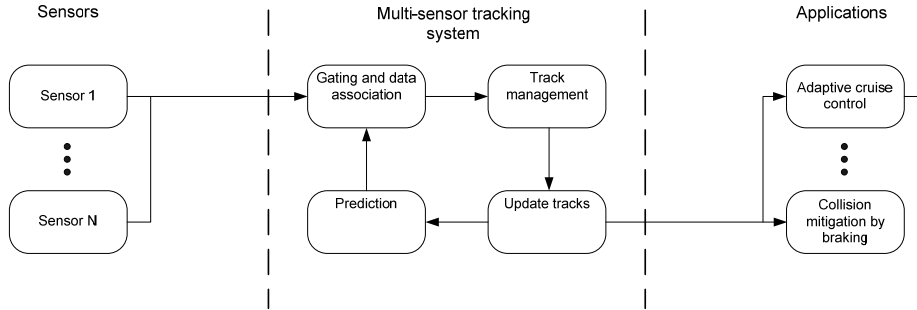 Sensors
Multi-sensor tracking
system
Applications
Sensor 1
Gating and data
association
Track
management
Adaptive cruise
control
Sensor N
Prediction
Update tracks
Collision
mitigation by
braking